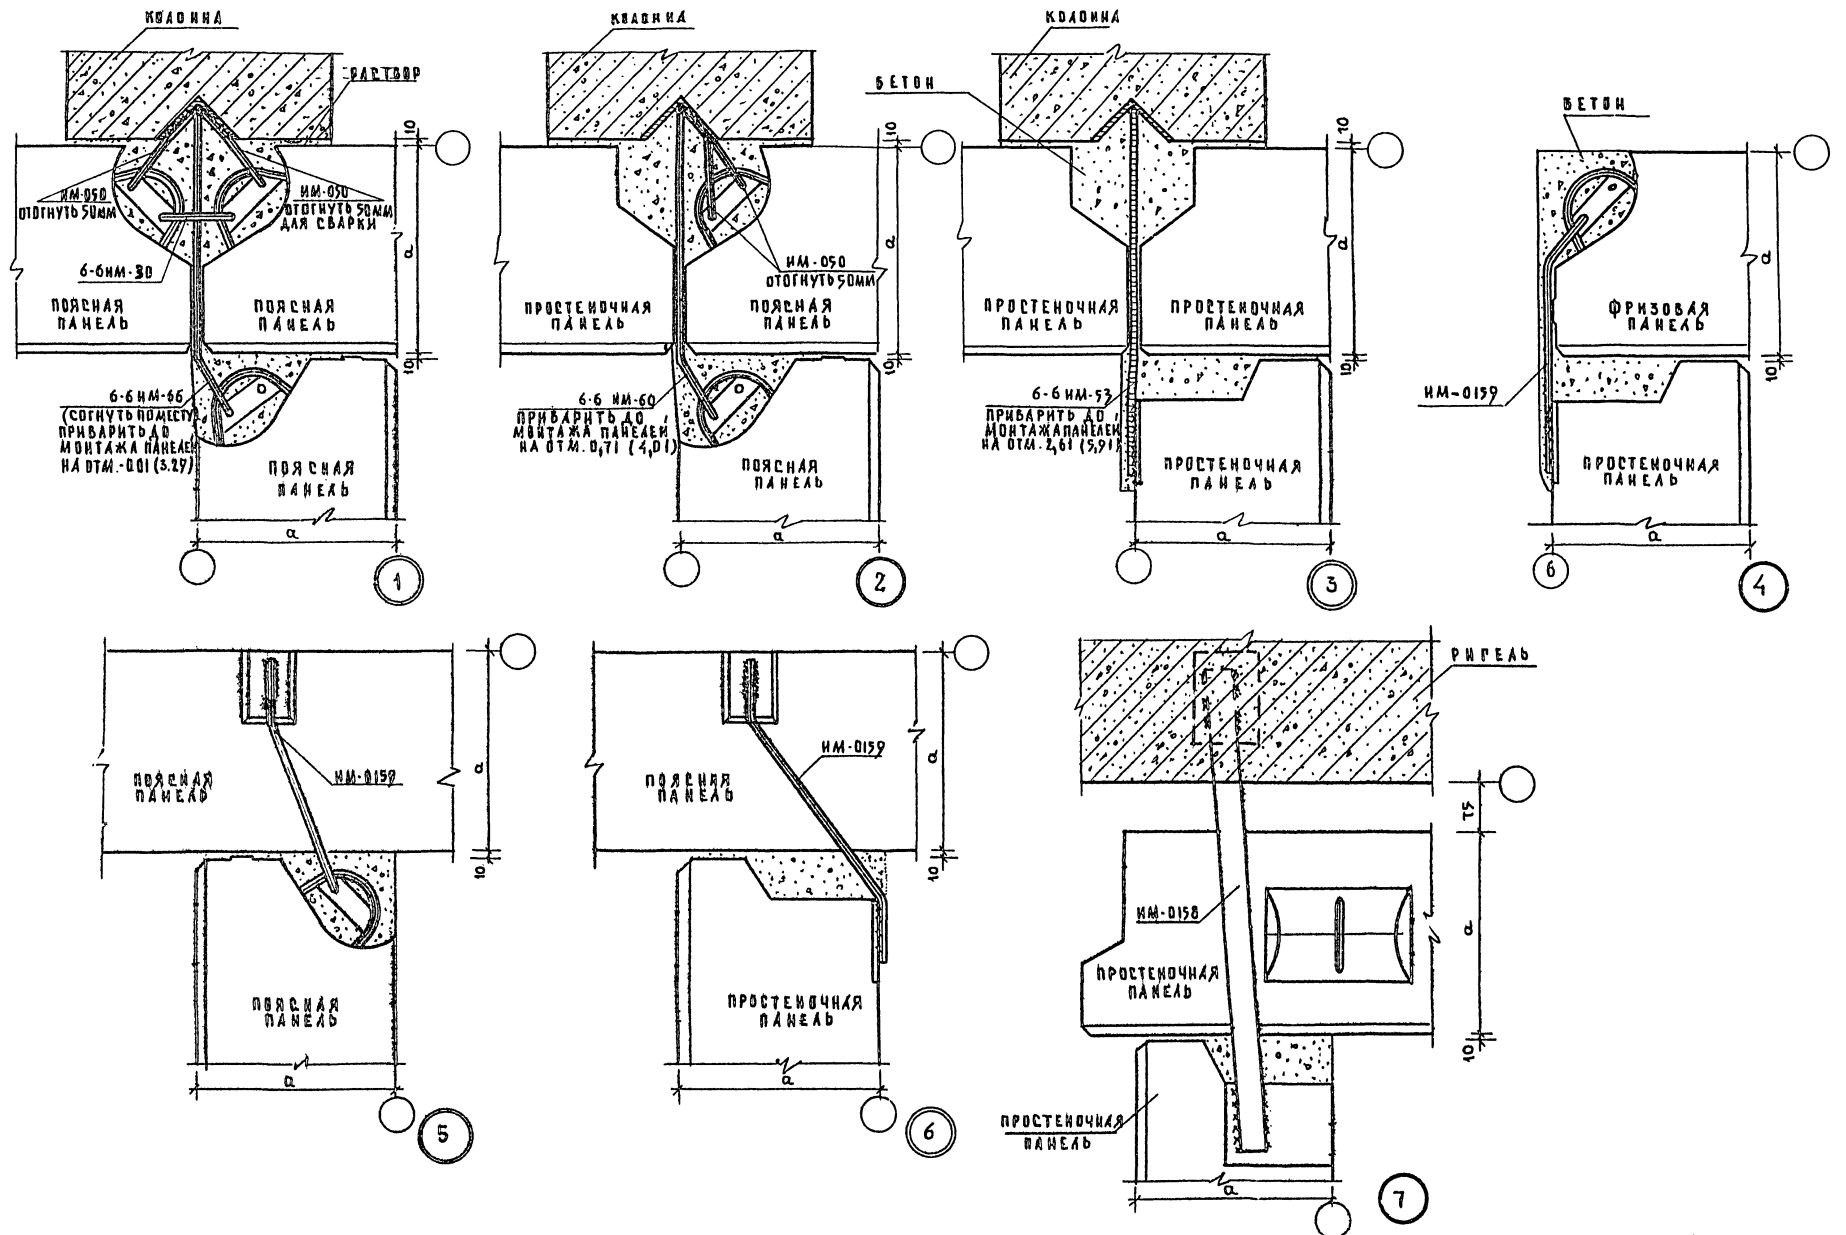 КОЛОННА
РАСТВОР
10
ИМ-050
ОТОГНУТЬ 50ММ
ИМ-050
ОТОГНУТЬ 50ММ
ДЛЯ СВАРКИ
6-6НМ-30
а
ПОЯСНАЯ
ПАНЕЛЬ
ПОЯСНАЯ
ПАНЕЛЬ
10
6-6 НМ-66
(СОГНУТЬ ПО МЕСТУ)
ПРИВАРИТЬ ДО
МОНТАЖА ПАНЕЛЕЙ
НА ОТМ.-0.01 (3.29)
ПОЯСНАЯ
ПАНЕЛЬ
а
1
КОЛОННА
10
ИМ-050
ОТОГНУТЬ 50ММ
а
ПРОСТЕНОЧНАЯ
ПАНЕЛЬ
ПОЯСНАЯ
ПАНЕЛЬ
10
6-6 НМ-60
ПРИВАРИТЬ ДО
МОНТАЖА ПАНЕЛЕЙ
НА ОТМ. 0,71 (4,01)
ПОЯСНАЯ
ПАНЕЛЬ
а
2
КОЛОННА
БЕТОН
10
а
ПРОСТЕНОЧНАЯ
ПАНЕЛЬ
ПРОСТЕНОЧНАЯ
ПАНЕЛЬ
10
6-6 НМ-53
ПРИВАРИТЬ ДО
МОНТАЖА ПАНЕЛЕЙ
НА ОТМ. 2,61 (5,91)
ПРОСТЕНОЧНАЯ
ПАНЕЛЬ
а
3
БЕТОН
а
ФРИЗОВАЯ
ПАНЕЛЬ
10
ИМ-0159
ПРОСТЕНОЧНАЯ
ПАНЕЛЬ
а
6
4
ИМ-0159
ПОЯСНАЯ
ПАНЕЛЬ
а
10
ПОЯСНАЯ
ПАНЕЛЬ
а
5
ИМ-0159
ПОЯСНАЯ
ПАНЕЛЬ
а
10
ПРОСТЕНОЧНАЯ
ПАНЕЛЬ
а
6
РИГЕЛЬ
75
ИМ-0158
а
ПРОСТЕНОЧНАЯ
ПАНЕЛЬ
10
ПРОСТЕНОЧНАЯ
ПАНЕЛЬ
а
7